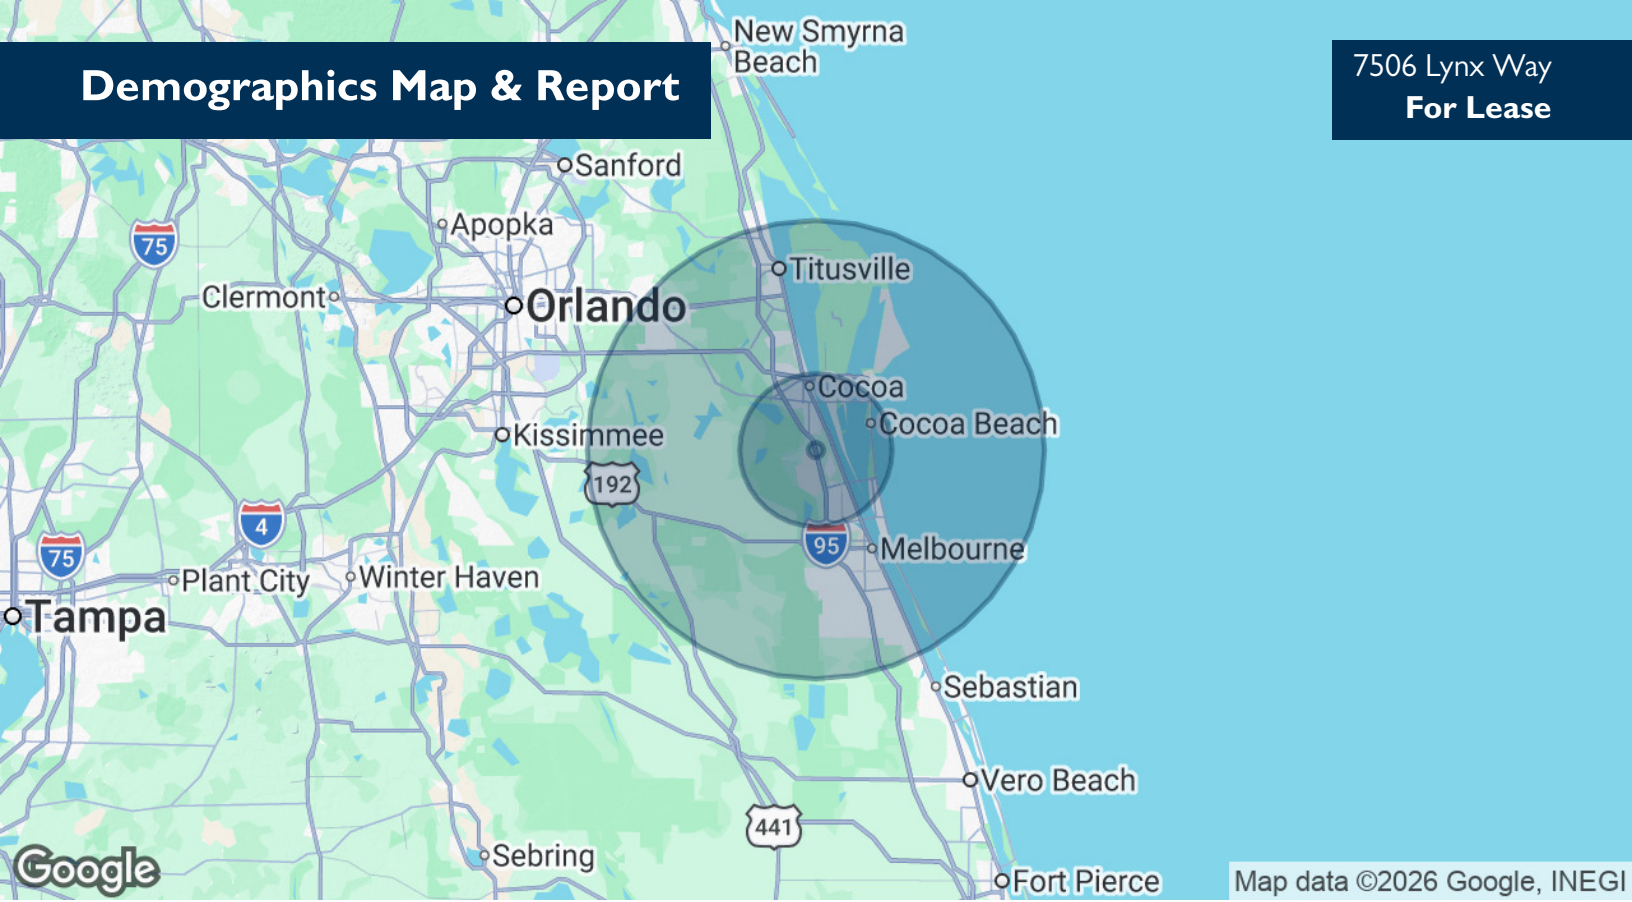 New Smyrna
Beach
Demographics Map & Report
7506 Lynx Way
For Lease
Sanford
Apopka
75
Titusville
Clermont
Orlando
Cocoa
Cocoa Beach
Kissimmee
192
4
75
95
Melbourne
Plant City
Winter Haven
Tampa
Sebastian
Vero Beach
441
Sebring
Google
Fort Pierce
Map data ©2026 Google, INEGI